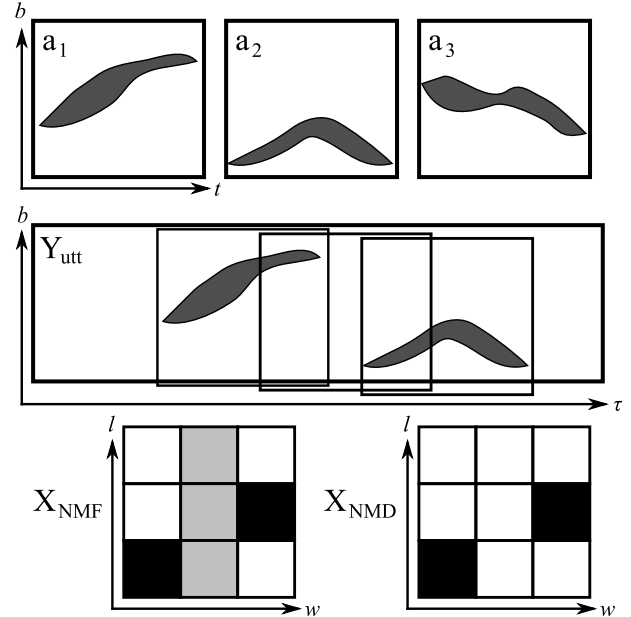 b
a1 a2 a3
t
b
Yutt
τ
l l
XNMF XNMD
w w